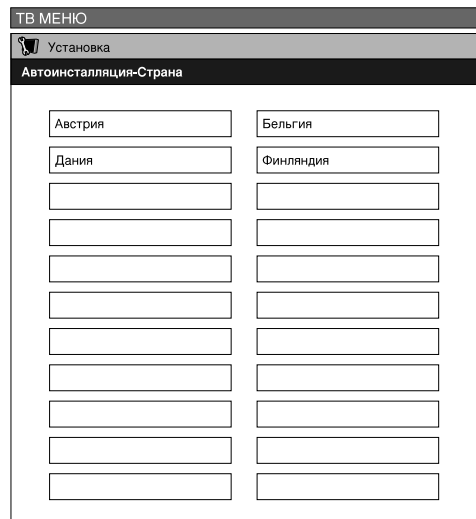 ТВ МЕНЮ
Установка
Автоинсталляция-Страна
Австрия Бельгия
Дания Финляндия